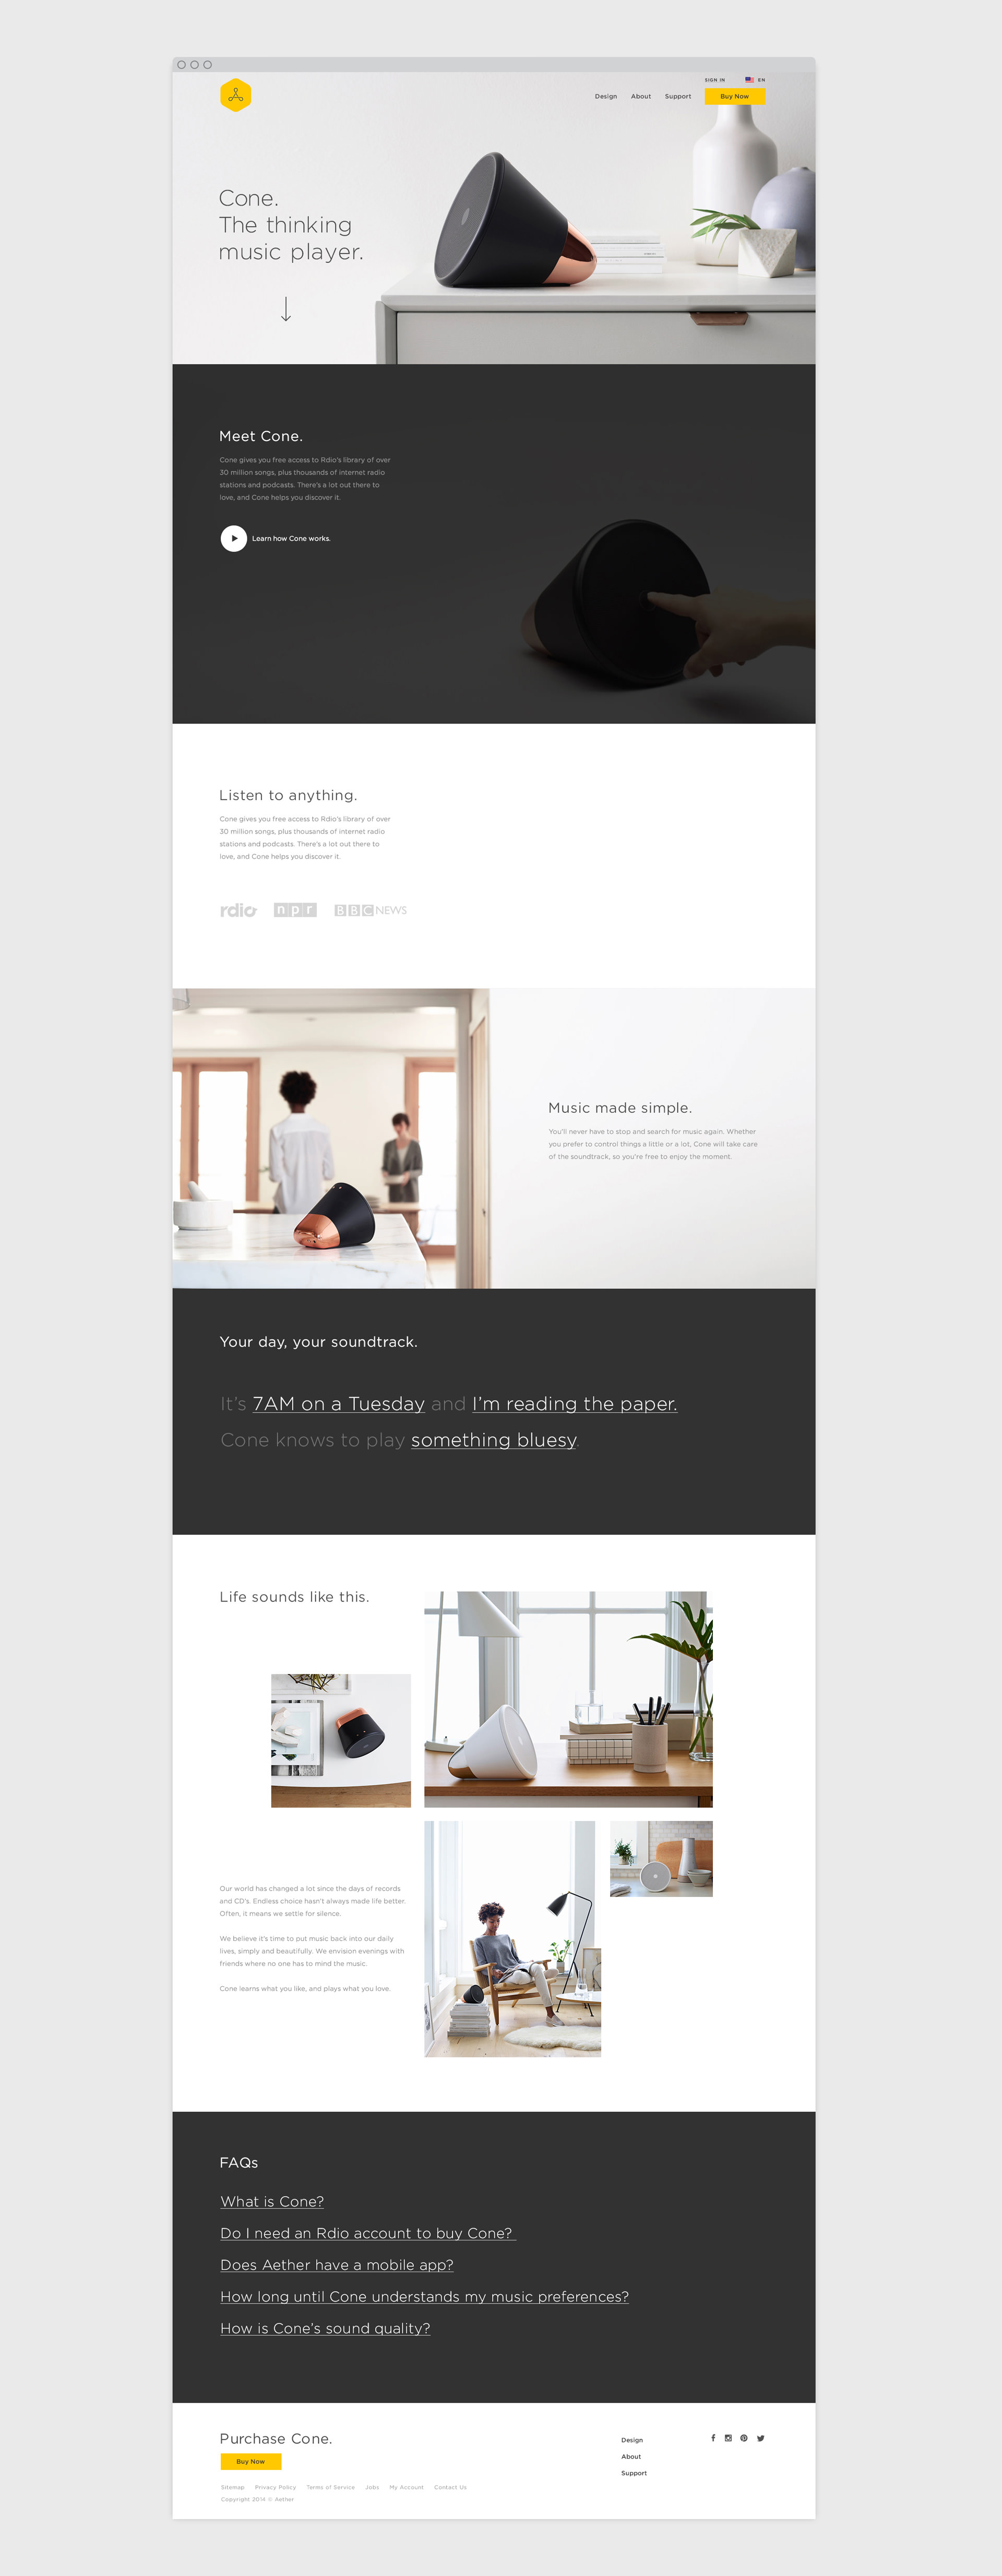 SIGN IN
EN
Design
About
Support
Buy Now
Cone.
The thinking
music player.
Meet Cone.
Cone gives you free access to Rdio's library of over
30 million songs, plus thousands of internet radio
stations and podcasts. There's a lot out there to
love, and Cone helps you discover it.
Learn how Cone works.
Listen to anything.
Cone gives you free access to Rdio's library of over
30 million songs, plus thousands of internet radio
stations and podcasts. There's a lot out there to
love, and Cone helps you discover it.
rdio
npr
BBC NEWS
Music made simple.
You'll never have to stop and search for music again. Whether
you prefer to control things a little or a lot, Cone will take care
of the soundtrack, so you're free to enjoy the moment.
Your day, your soundtrack.
It's 7AM on a Tuesday and I'm reading the paper.
Cone knows to play something bluesy.
Life sounds like this.
Our world has changed a lot since the days of records
and CD's. Endless choice hasn't always made life better.
Often, it means we settle for silence.
We believe it's time to put music back into our daily
lives, simply and beautifully. We envision evenings with
friends where no one has to mind the music.
Cone learns what you like, and plays what you love.
FAQs
What is Cone?
Do I need an Rdio account to buy Cone?
Does Aether have a mobile app?
How long until Cone understands my music preferences?
How is Cone's sound quality?
Purchase Cone.
Buy Now
Design
About
Support
Sitemap
Privacy Policy
Terms of Service
Jobs
My Account
Contact Us
Copyright 2014 © Aether